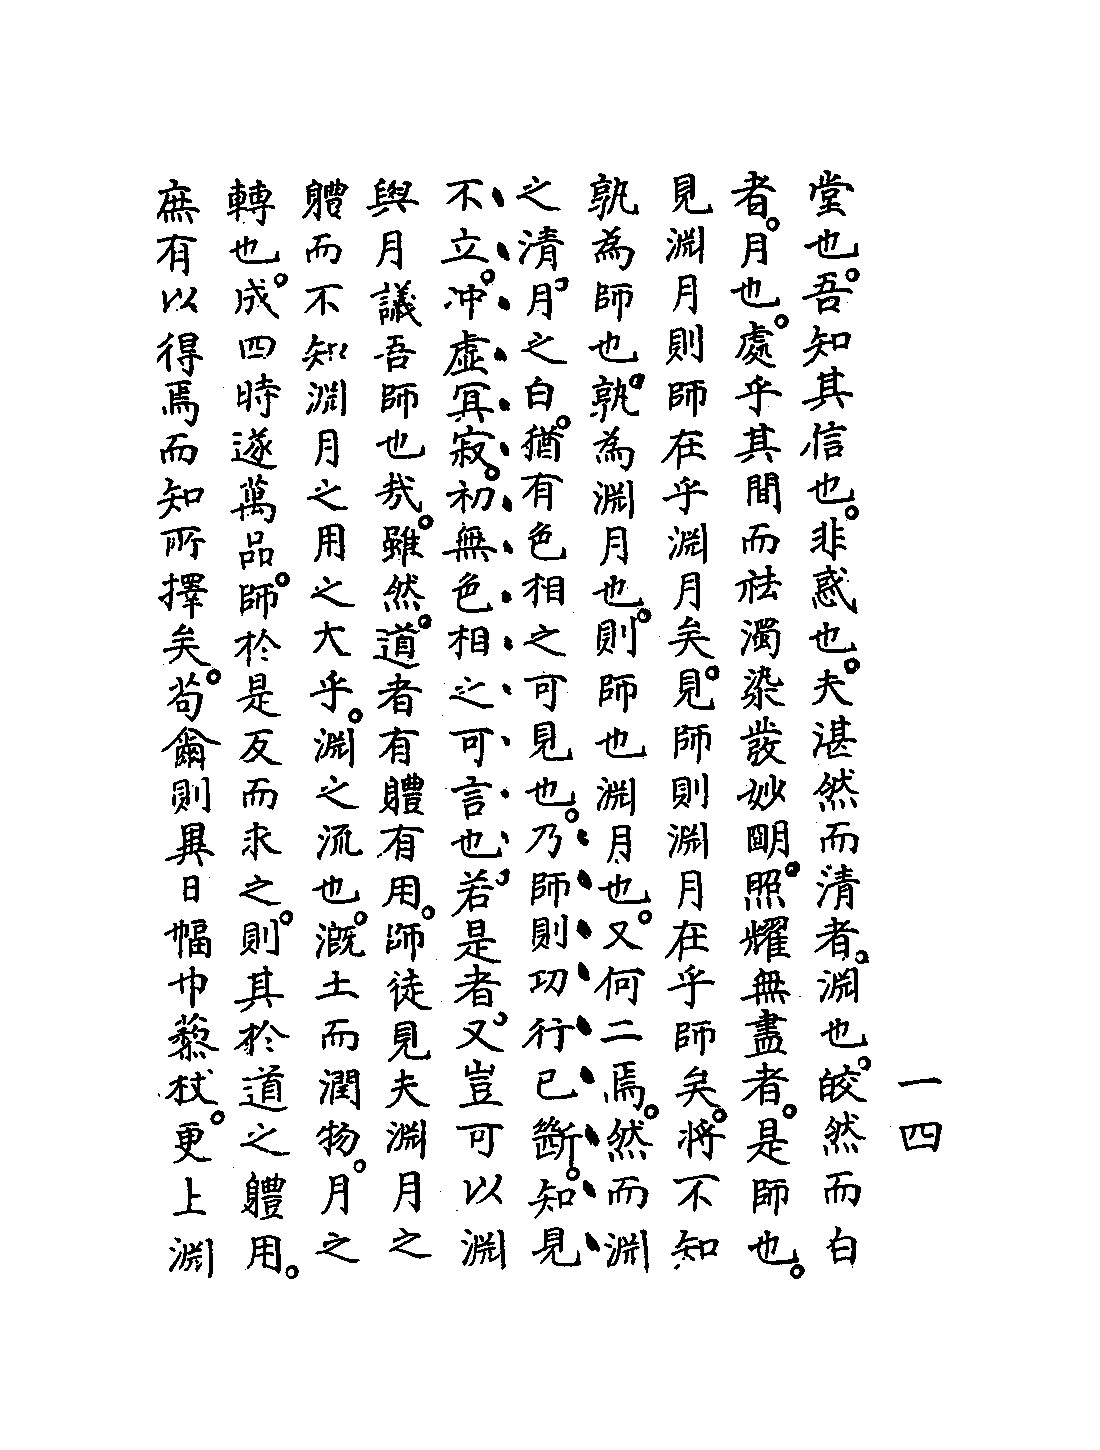 一四
堂也。吾知其信也。非惑也。夫湛然而清者。淵也。皎然而白
者。月也。處乎其間而祛濁染發妙朙。照燿無盡者。是師也。
見淵月則師在乎淵月矣。見師則淵月在乎師矣。將不知
孰為師也。孰為淵月也。則師也淵月也。又何二焉。然而淵
之清。月之白。猶有色相之可見也。乃師則功行已斷。知見
不立。冲虛冥寂。初無色相之可言也。若是者。又豈可以淵
與月議吾師也㢤。雖然。道者有體有用。師徒見夫淵月之
體而不知淵月之用之大乎。淵之流也。溉土而潤物。月之
轉也。成四時遂萬品。師於是反而求之。則其於道之體用。
庶有以得焉而知所擇矣。苟爾則異日幅巾藜杖。更上淵